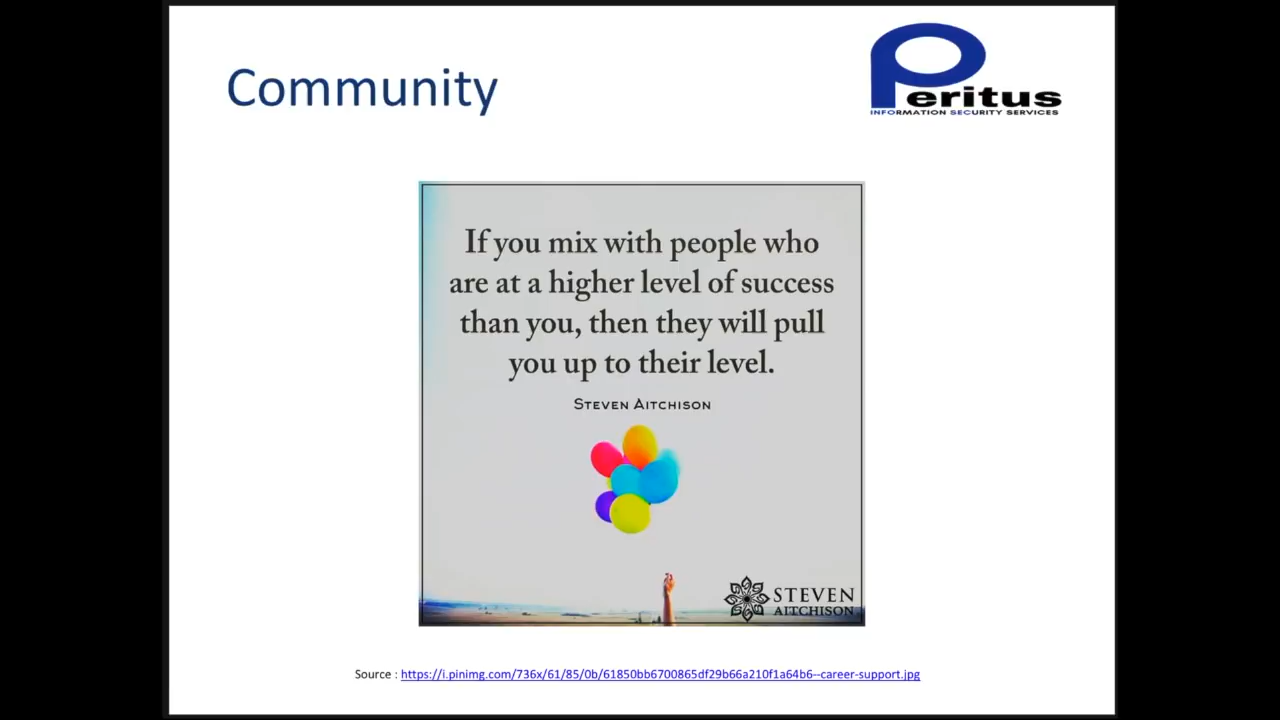 Community
Peritus
INFORMATION SECURITY SERVICES
If you mix with people who
are at a higher level of success
than you, then they will pull
you up to their level.
STEVEN AITCHISON
STEVEN
AITCHISON
Source : https://i.pinimg.com/736x/61/85/0b/61850bb6700865df29b66a210f1a64b6--career-support.jpg